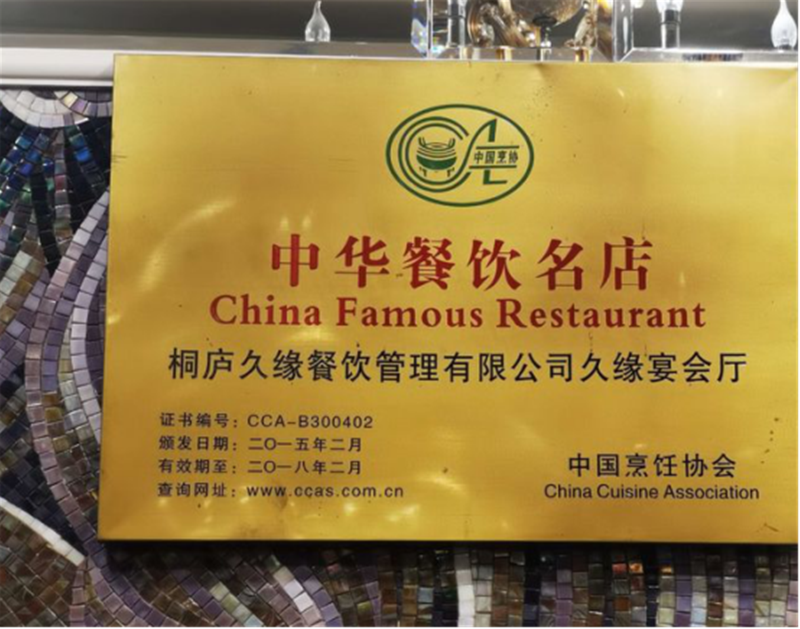 中国烹协
中华餐饮名店
China Famous Restaurant
桐庐久缘餐饮管理有限公司久缘宴会厅
证书编号：CCA-B300402
颁发日期：二〇一五年二月
有效期至：二〇一八年二月
查询网址：www.ccas.com.cn
中国烹饪协会
China Cuisine Association